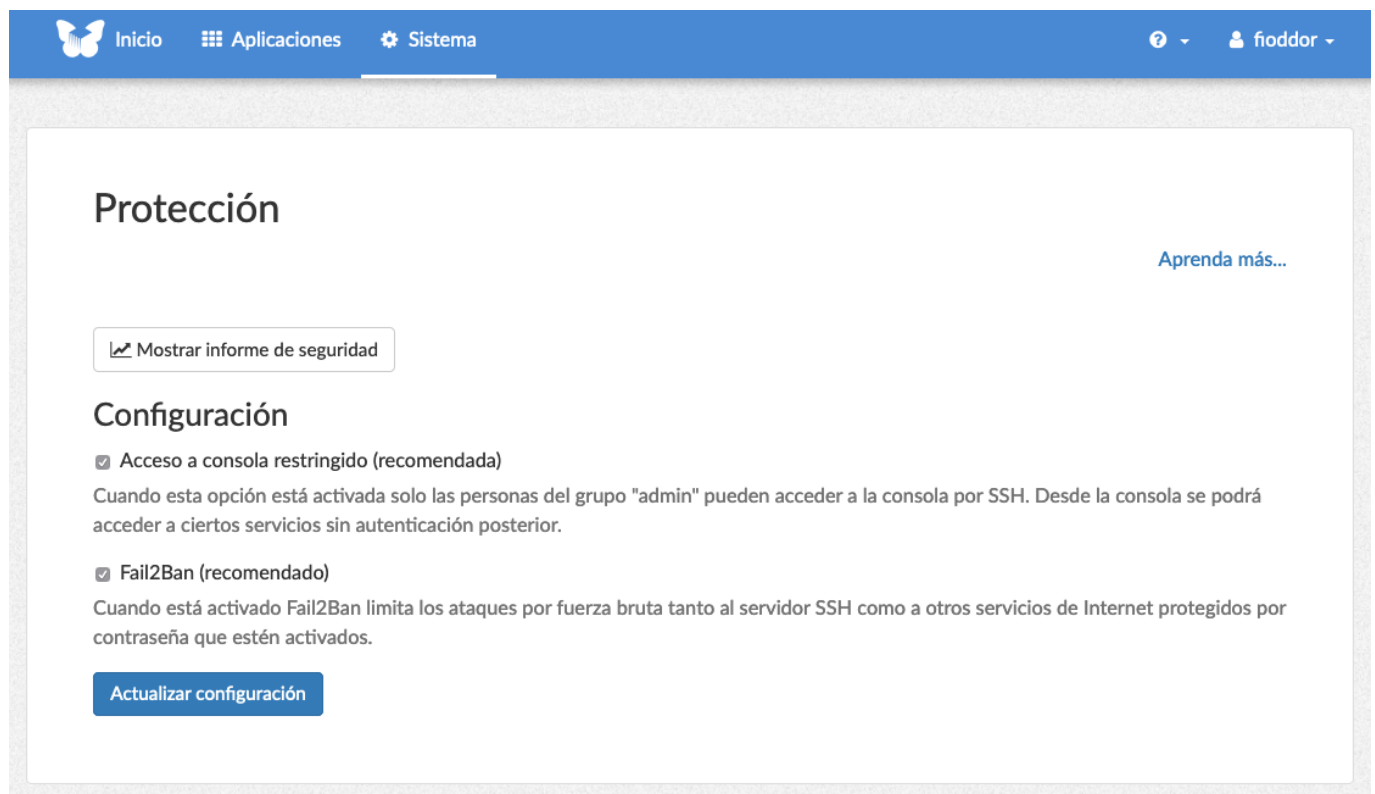 Inicio Aplicaciones Sistema fioddor
Protección
Aprenda más...
Mostrar informe de seguridad
Configuración
Acceso a consola restringido (recomendada)
Cuando esta opción está activada solo las personas del grupo "admin" pueden acceder a la consola por SSH. Desde la consola se podrá
acceder a ciertos servicios sin autenticación posterior.
Fail2Ban (recomendado)
Cuando está activado Fail2Ban limita los ataques por fuerza bruta tanto al servidor SSH como a otros servicios de Internet protegidos por
contraseña que estén activados.
Actualizar configuración